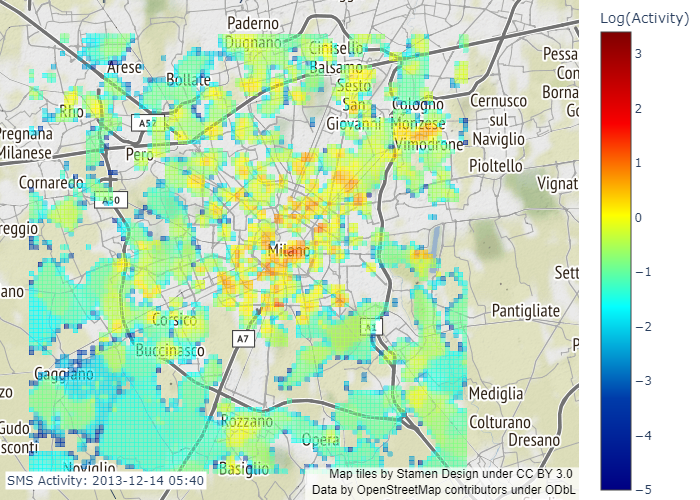 Paderno
Dugnano
Cinisello
Balsamo
Pessa
Con
Borna
Go
Arese
Bollate
Sesto
San
Giovanni
Cologno
Monzese
Cernusco
sul
Naviglio
Rho
A52
Pregnana
Milanese
Pero
Vimodrone
Pioltello
Cornaredo
A50
Vignat
reggio
Milano
Sett
ano
Pantigliate
Corsico
A1
A7
Buccinasco
P
Gaggiano
zo
Mediglia
Rozzano
Colturano
Gudo
sconti
Opera
Dresano
Noviglio
Basiglio
SMS Activity: 2013-12-14 05:40
Map tiles by Stamen Design under CC BY 3.0
Data by OpenStreetMap contributors under ODbL
Log(Activity)
3
2
1
0
−1
−2
−3
−4
−5